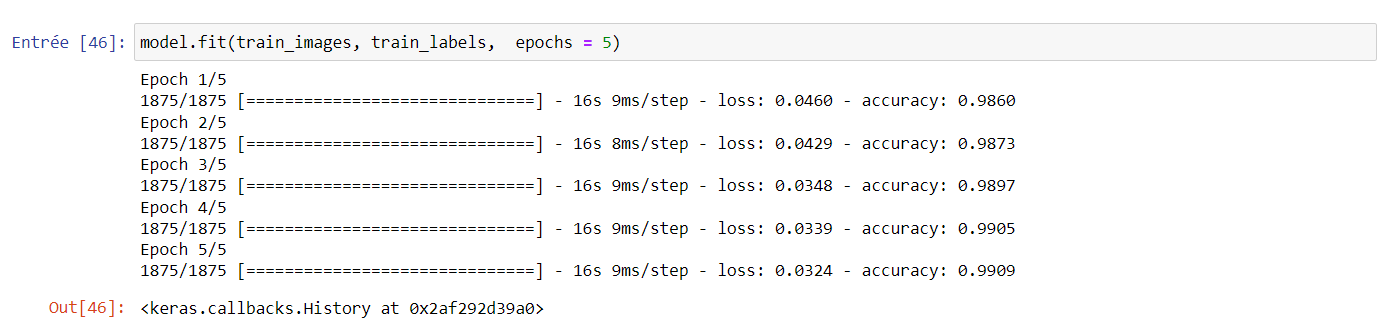 Entrée [46]: model.fit(train_images, train_labels,  epochs = 5)
Epoch 1/5
1875/1875 [==============================] - 16s 9ms/step - loss: 0.0460 - accuracy: 0.9860
Epoch 2/5
1875/1875 [==============================] - 16s 8ms/step - loss: 0.0429 - accuracy: 0.9873
Epoch 3/5
1875/1875 [==============================] - 16s 9ms/step - loss: 0.0348 - accuracy: 0.9897
Epoch 4/5
1875/1875 [==============================] - 16s 9ms/step - loss: 0.0339 - accuracy: 0.9905
Epoch 5/5
1875/1875 [==============================] - 16s 9ms/step - loss: 0.0324 - accuracy: 0.9909
Out[46]: <keras.callbacks.History at 0x2af292d39a0>